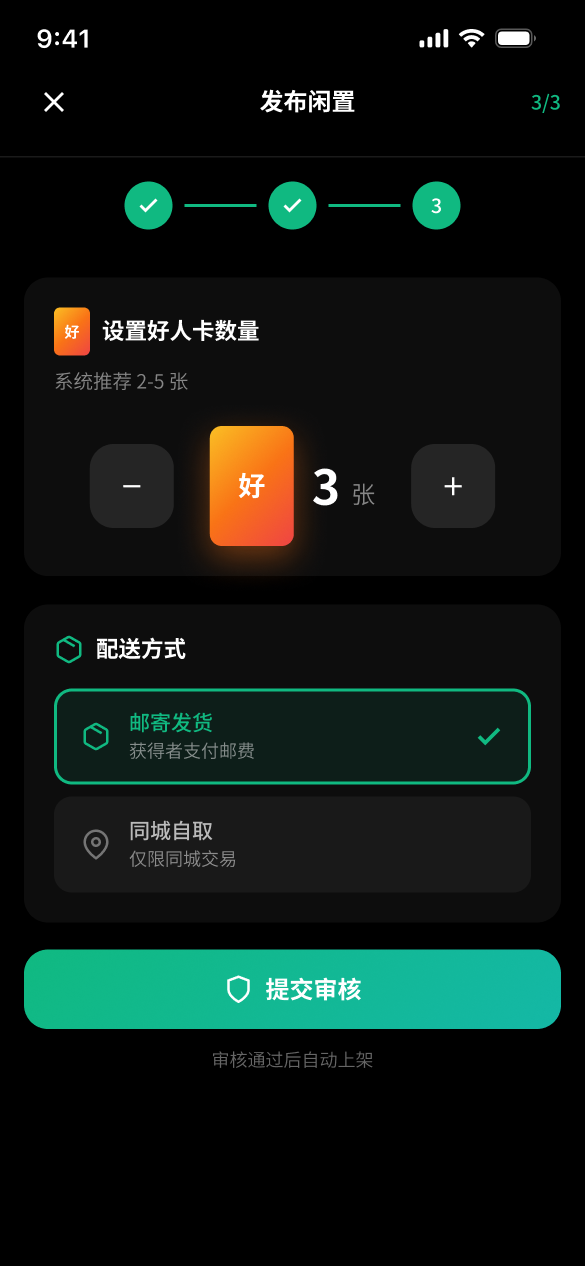 9:41
发布闲置
3/3
3
好
设置好人卡数量
系统推荐 2-5 张
−
好
3 张
+
配送方式
邮寄发货
获得者支付邮费
同城自取
仅限同城交易
提交审核
审核通过后自动上架